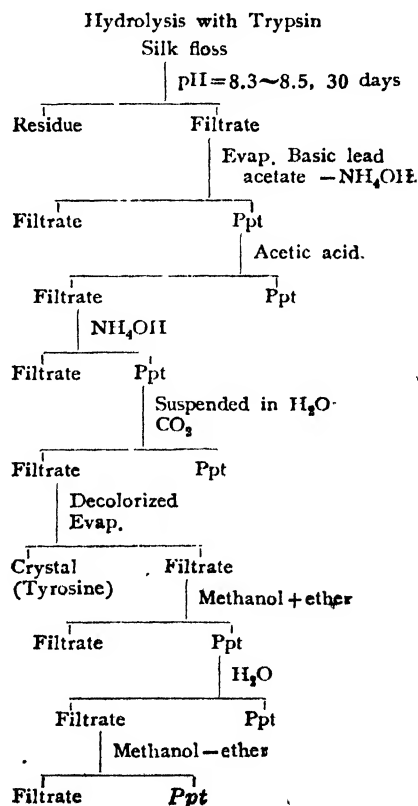 Hydrolysis with Trypsin
Silk floss
pH=8.3~8.5, 30 days
Residue Filtrate
Evap. Basic lead
acetate —NH₄OH.
Filtrate Ppt
Acetic acid.
Filtrate Ppt
NH₄OH
Filtrate Ppt
Suspended in H₂O-
CO₂
Filtrate Ppt
Decolorized
Evap.
Crystal Filtrate
(Tyrosine)
Methanol+ether
Filtrate Ppt
H₂O
Filtrate Ppt
Methanol—ether
Filtrate Ppt